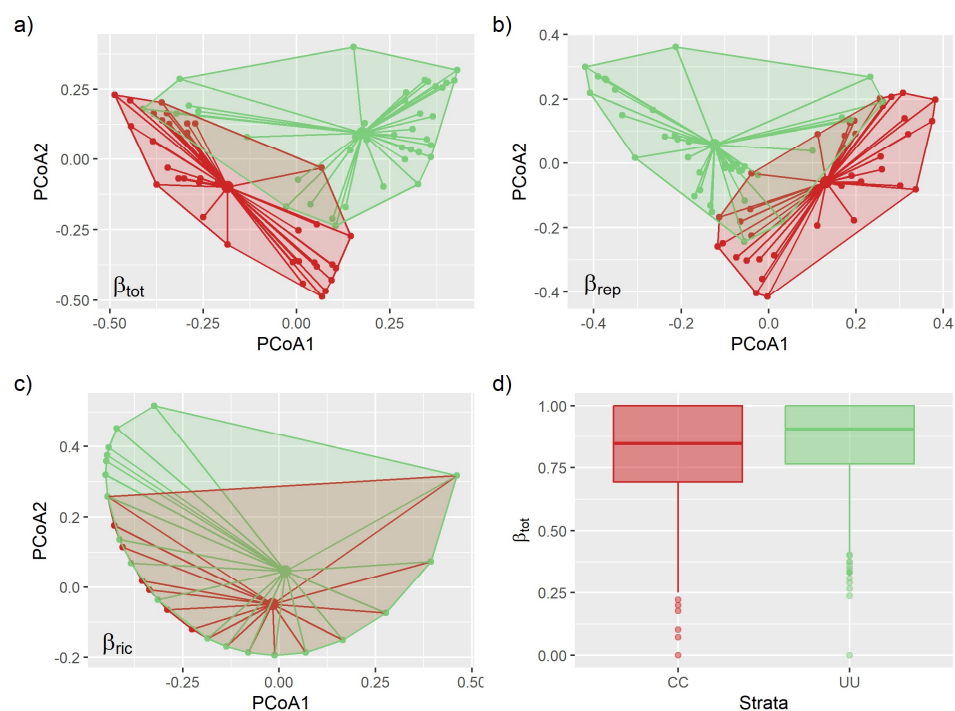 a)
0.25
0.00
-0.25
-0.50
PCoA2
βtot
-0.50
-0.25
0.00
0.25
PCoA1
b)
0.4
0.2
0.0
-0.2
-0.4
PCoA2
βrep
-0.4
-0.2
0.0
0.2
0.4
PCoA1
c)
0.4
0.2
0.0
-0.2
PCoA2
βric
-0.25
0.00
0.25
0.50
PCoA1
d)
1.00
0.75
0.50
0.25
0.00
βtot
CC
UU
Strata